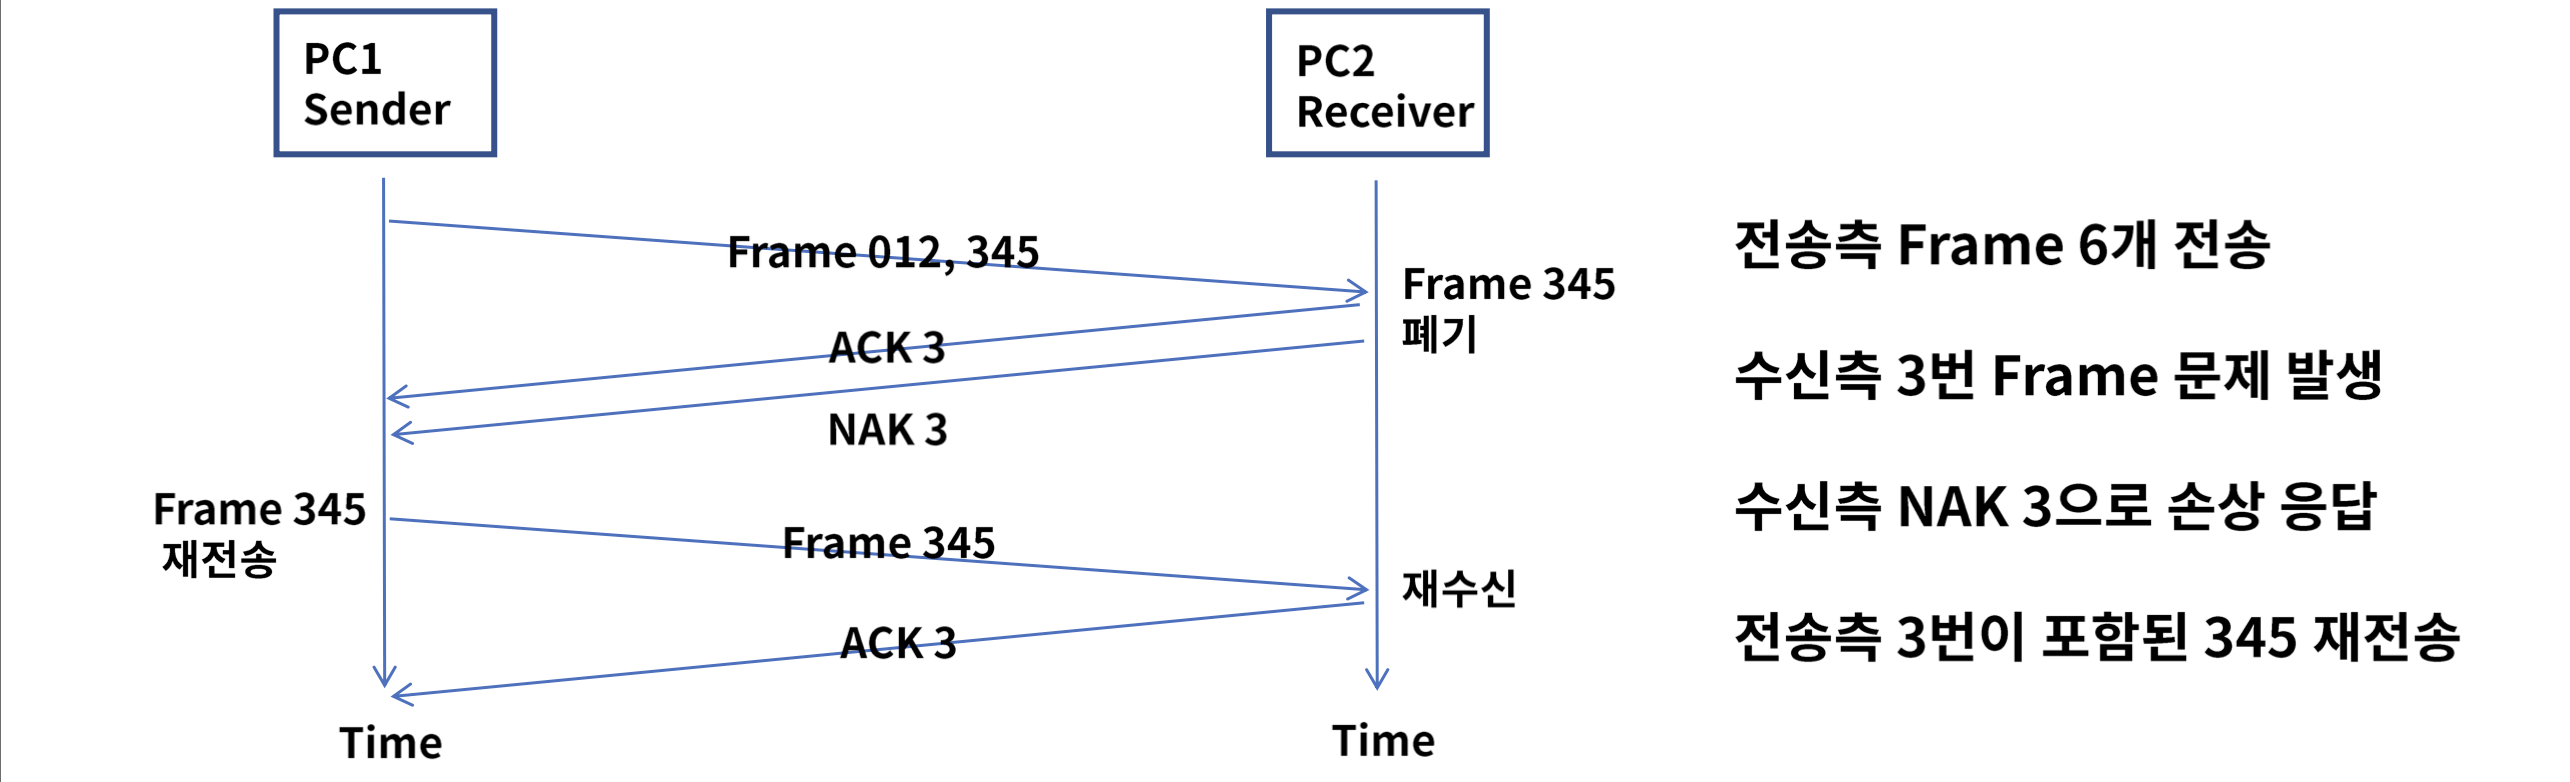 PC1
Sender
PC2
Receiver
Frame 012, 345
Frame 345
폐기
ACK 3
NAK 3
Frame 345
재전송
Frame 345
재수신
ACK 3
Time
Time
전송측 Frame 6개 전송
수신측 3번 Frame 문제 발생
수신측 NAK 3으로 손상 응답
전송측 3번이 포함된 345 재전송